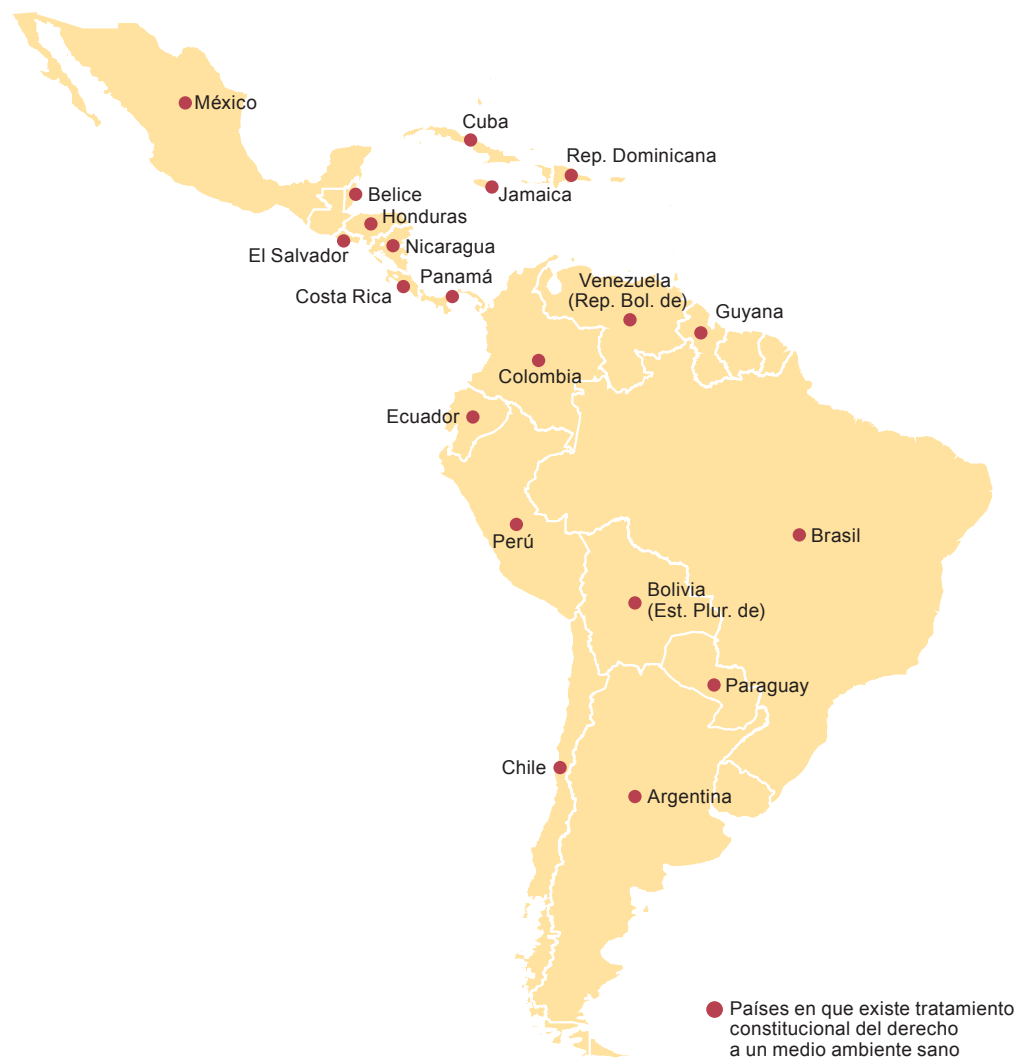 México
Cuba
Rep. Dominicana
Belice
Jamaica
Honduras
El Salvador
Nicaragua
Costa Rica
Panamá
Venezuela
(Rep. Bol. de)
Guyana
Colombia
Ecuador
Perú
Brasil
Bolivia
(Est. Plur. de)
Paraguay
Chile
Argentina
Países en que existe tratamiento
constitucional del derecho
a un medio ambiente sano